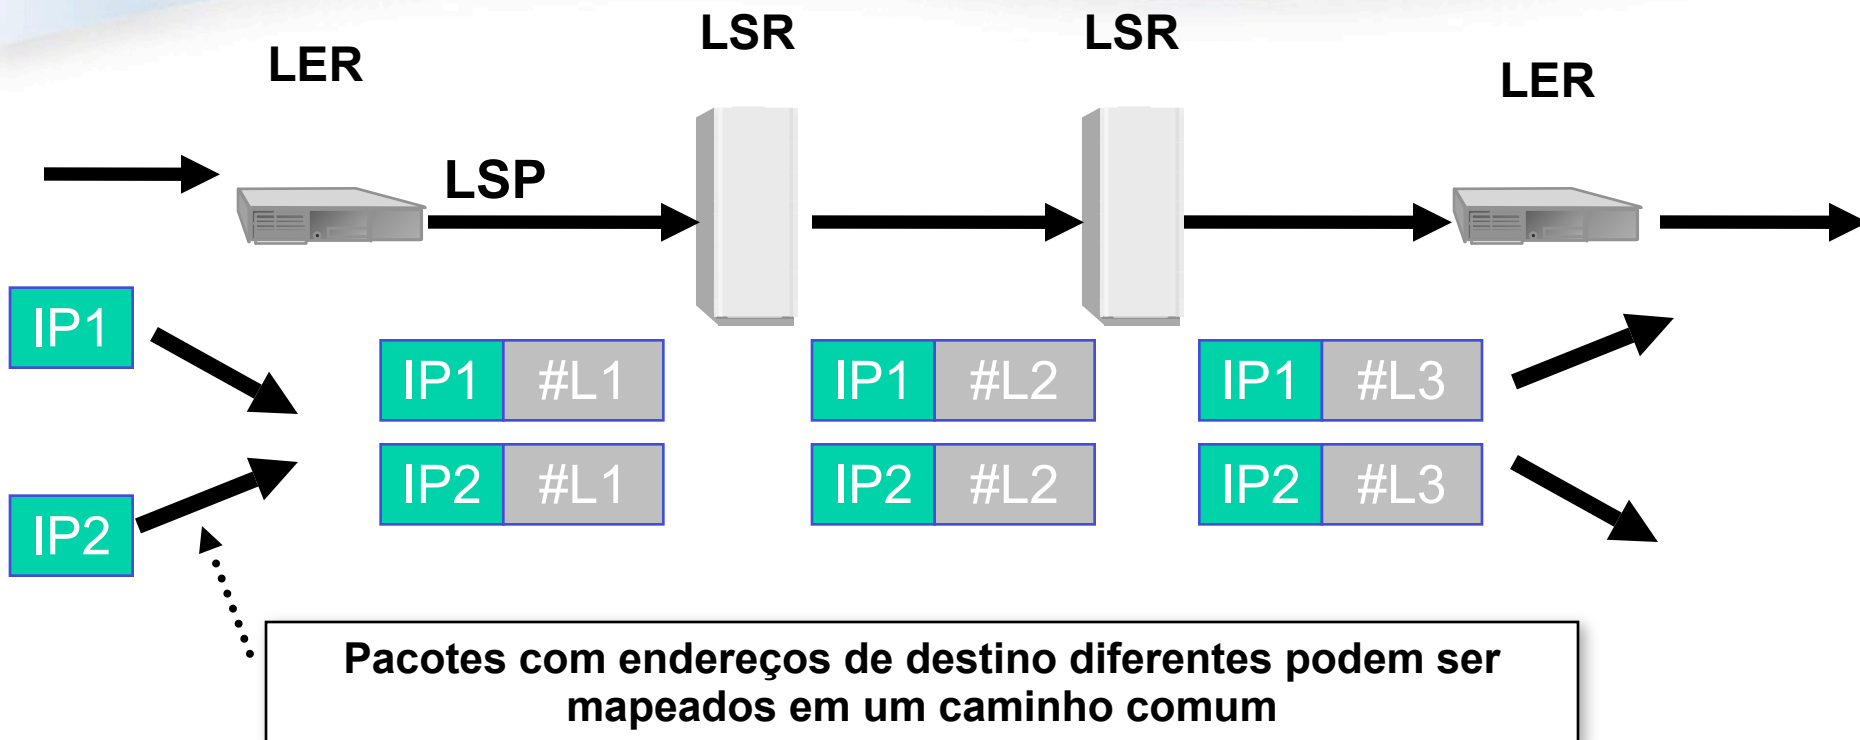 LSR
LSR
LER
LER
LSP
IP1
IP1 #L1
IP1 #L2
IP1 #L3
IP2 #L1
IP2 #L2
IP2 #L3
IP2
Pacotes com endereços de destino diferentes podem ser
mapeados em um caminho comum